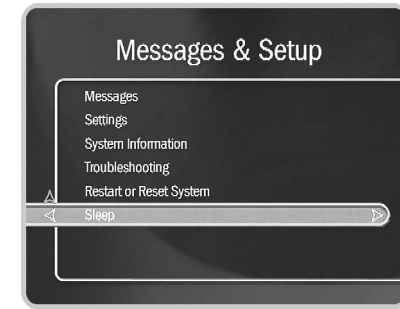 Messages & Setup
Messages
Settings
System Information
Troubleshooting
Restart or Reset System
Sleep